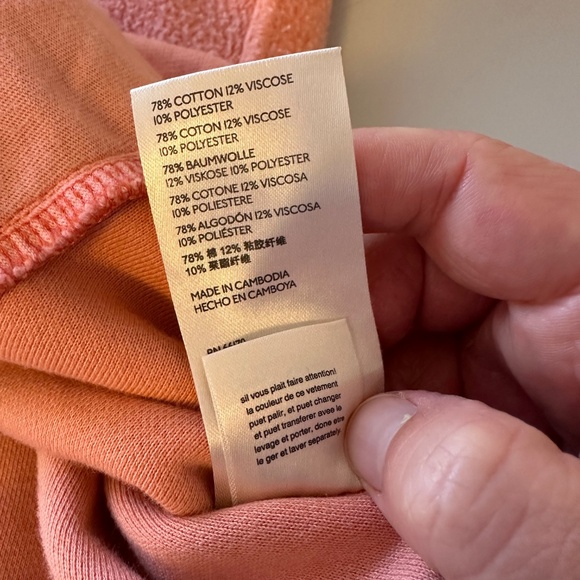 78% COTTON 12% VISCOSE
10% POLYESTER
78% COTON 12% VISCOSE
10% POLYESTER
78% BAUMWOLLE
12% VISKOSE 10% POLYESTER
78% COTONE 12% VISCOSA
10% POLIESTERE
78% ALGODÓN 12% VISCOSA
10% POLIÉSTER
78% 棉 12% 粘胶纤维
10% 聚酯纤维
MADE IN CAMBODIA
HECHO EN CAMBOYA
sil vous plait faire attention!
la couleur de ce vetement
puet palir, et puet changer
et puet transferer avec le
levage et porter, donc etre
le ger et laver separately